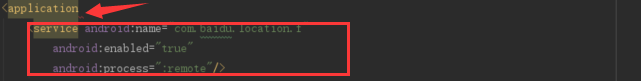 <application
<service android:name="com.baidu.location.f"
android:enabled="true"
android:process=":remote"/>